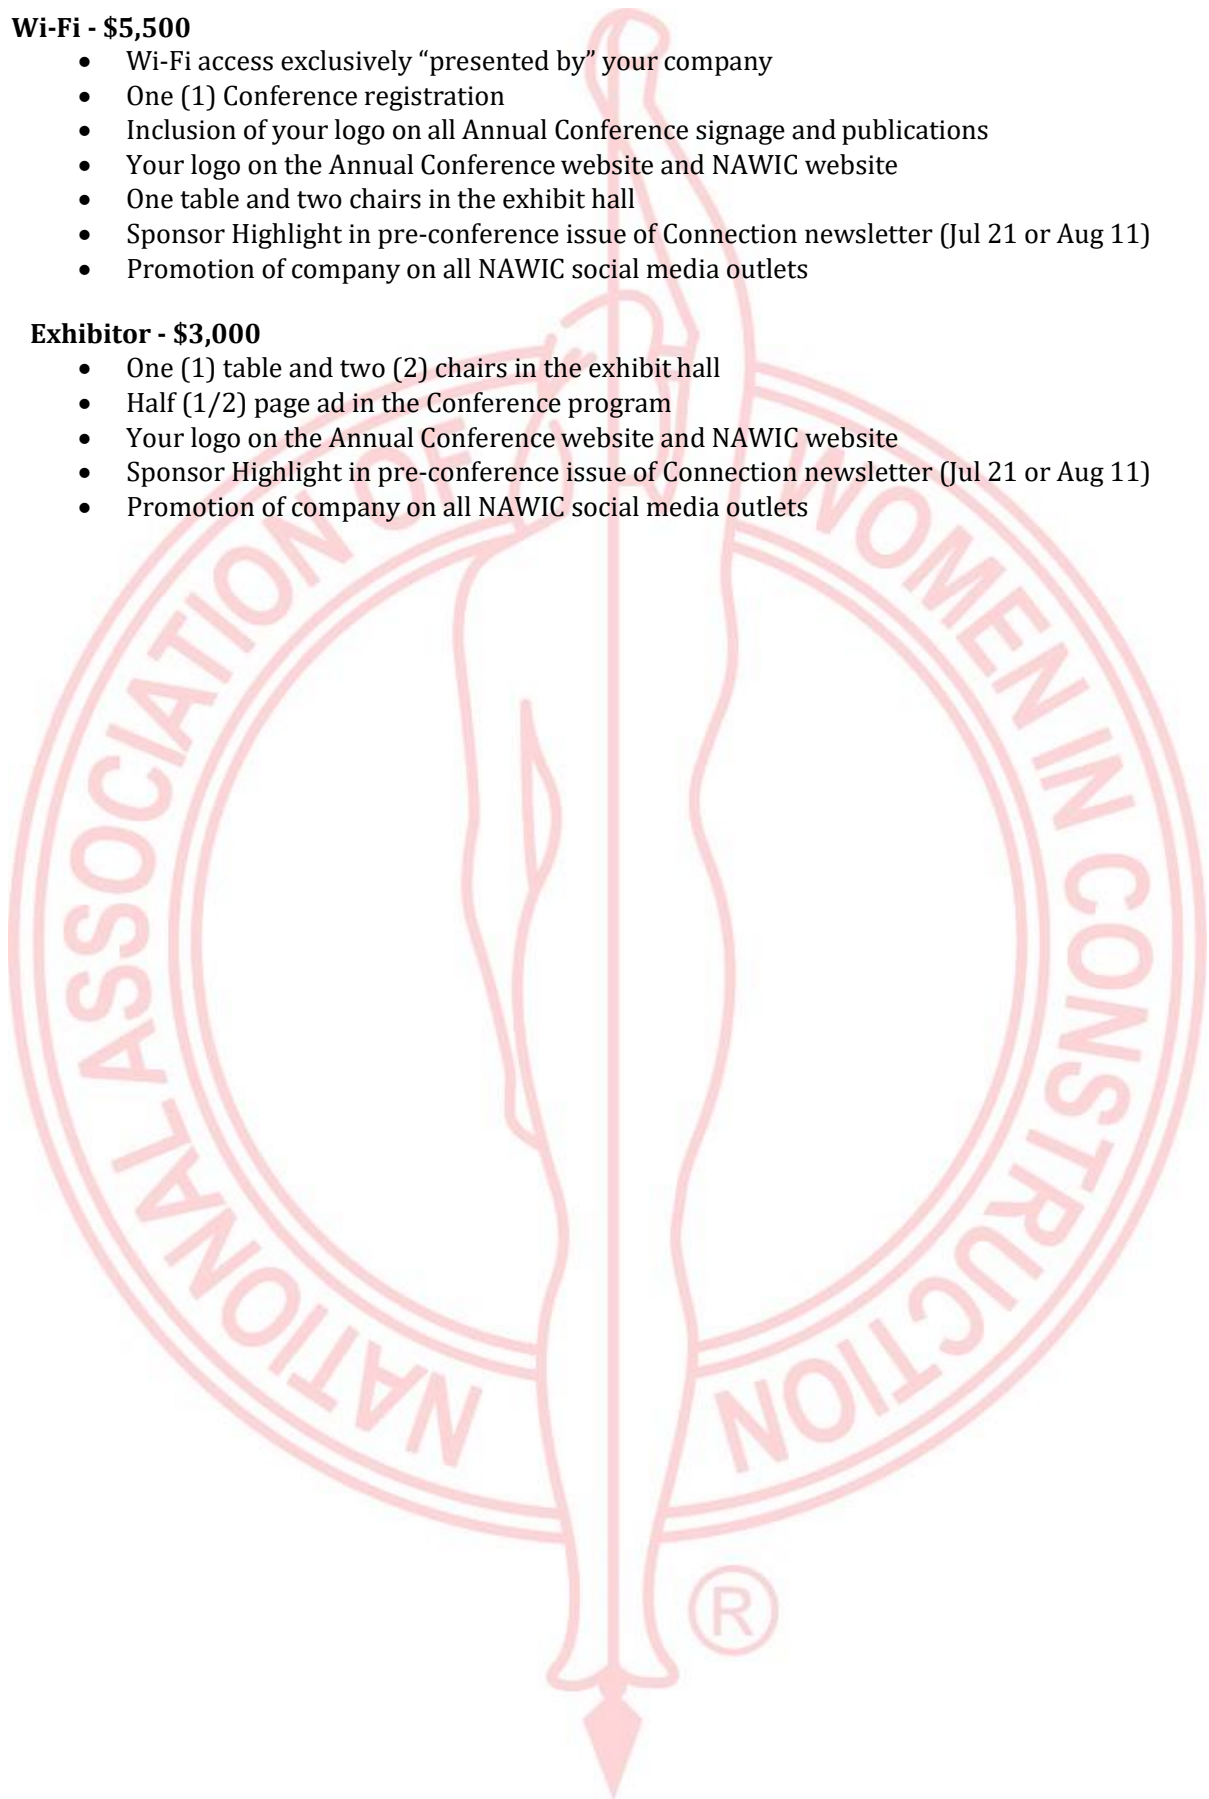 Wi-Fi - $5,500
• Wi-Fi access exclusively “presented by” your company
• One (1) Conference registration
• Inclusion of your logo on all Annual Conference signage and publications
• Your logo on the Annual Conference website and NAWIC website
• One table and two chairs in the exhibit hall
• Sponsor Highlight in pre-conference issue of Connection newsletter (Jul 21 or Aug 11)
• Promotion of company on all NAWIC social media outlets
Exhibitor - $3,000
• One (1) table and two (2) chairs in the exhibit hall
• Half (1/2) page ad in the Conference program
• Your logo on the Annual Conference website and NAWIC website
• Sponsor Highlight in pre-conference issue of Connection newsletter (Jul 21 or Aug 11)
• Promotion of company on all NAWIC social media outlets
NATIONAL ASSOCIATION OF WOMEN IN CONSTRUCTION
®